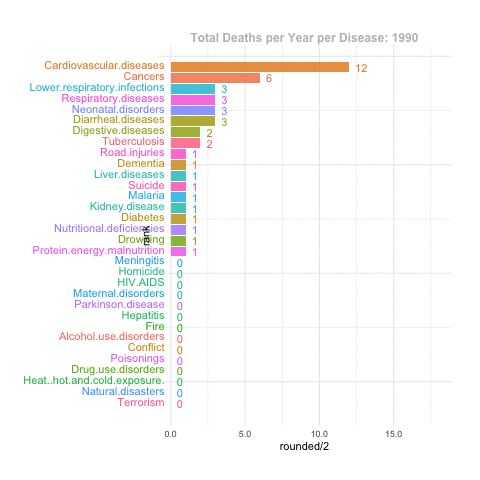 Total Deaths per Year per Disease: 1990
Cardiovascular.diseases 12
Cancers 6
Lower.respiratory.infections 3
Respiratory.diseases 3
Neonatal.disorders 3
Diarrheal.diseases 3
Digestive.diseases 2
Tuberculosis 2
Road.injuries 1
Dementia 1
Liver.diseases 1
Suicide 1
Malaria 1
Kidney.disease 1
Diabetes 1
Nutritional.deficiencies 1
rank
Drowning 1
Protein.energy.malnutrition 1
Meningitis 0
Homicide 0
HIV.AIDS 0
Maternal.disorders 0
Parkinson.disease 0
Hepatitis 0
Fire 0
Alcohol.use.disorders 0
Conflict 0
Poisonings 0
Drug.use.disorders 0
Heat..hot.and.cold.exposure. 0
Natural.disasters 0
Terrorism 0
0.0 5.0 10.0 15.0
rounded/2